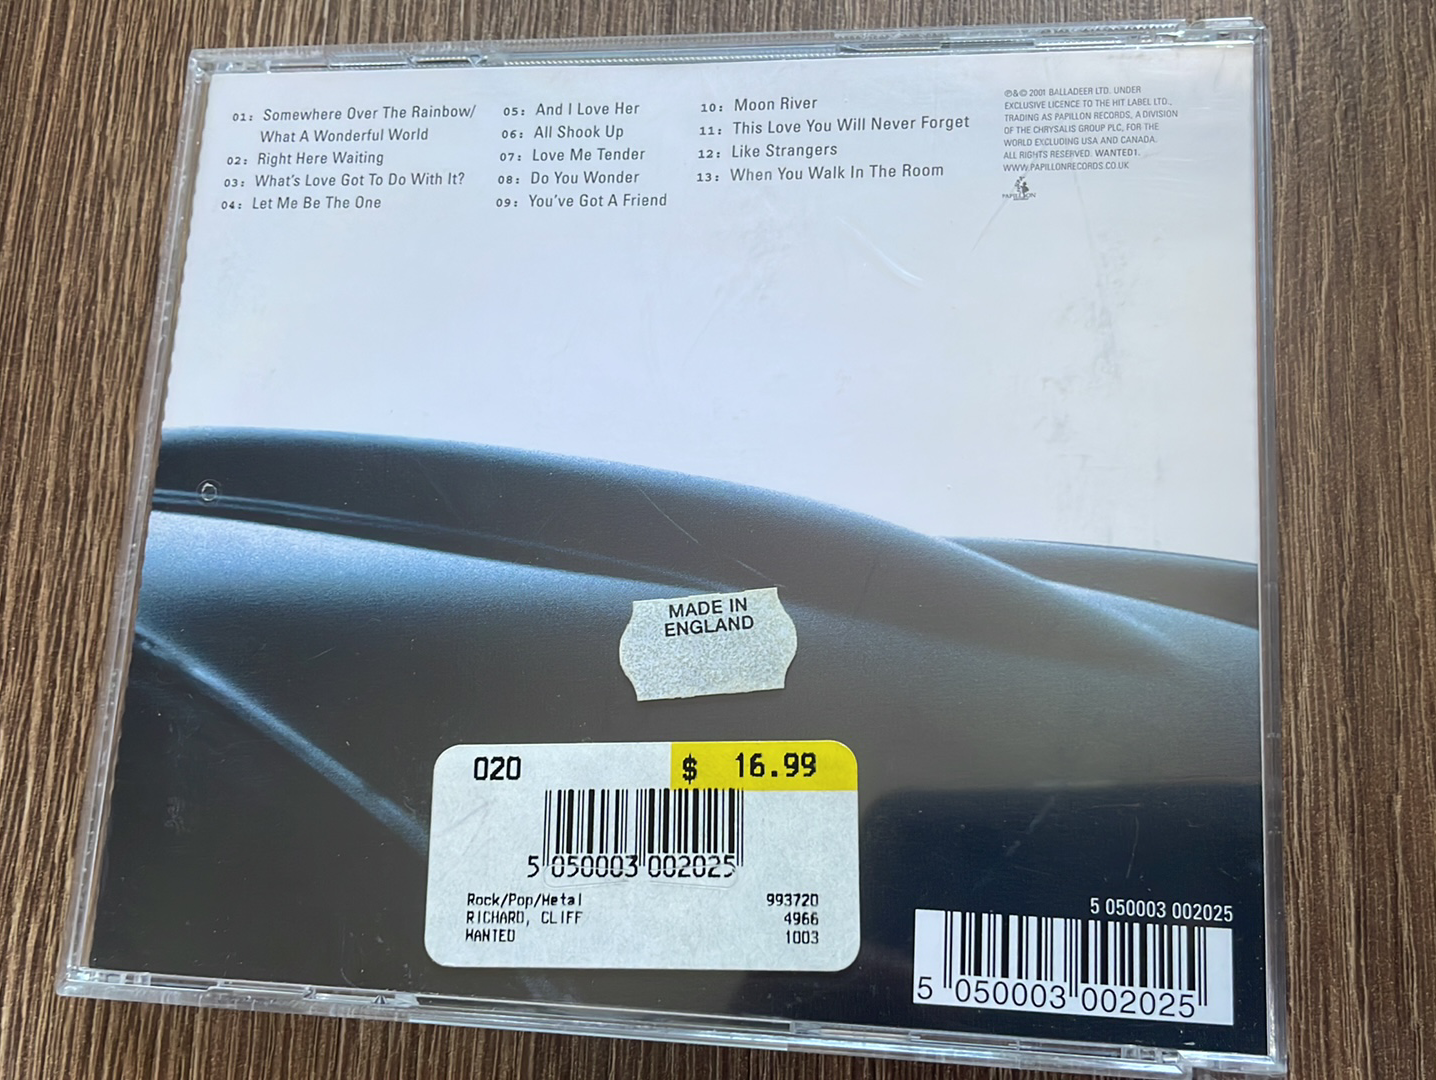 01: Somewhere Over The Rainbow/
What A Wonderful World
02: Right Here Waiting
03: What's Love Got To Do With It?
04: Let Me Be The One
05: And I Love Her
06: All Shook Up
07: Love Me Tender
08: Do You Wonder
09: You've Got A Friend
10: Moon River
11: This Love You Will Never Forget
12: Like Strangers
13: When You Walk In The Room
℗&© 2001 BALLADEER LTD. UNDER
EXCLUSIVE LICENCE TO THE HIT LABEL LTD.,
TRADING AS PAPILLON RECORDS, A DIVISION
OF THE CHRYSALIS GROUP PLC, FOR THE
WORLD EXCLUDING USA AND CANADA.
ALL RIGHTS RESERVED. WANTED1.
WWW.PAPILLONRECORDS.CO.UK
PAPILLON
MADE IN
ENGLAND
020 $ 16.99
5 050003 002025
Rock/Pop/Metal 993720
RICHARD, CLIFF 4966
WANTED 1003
5 050003 002025
5 050003 002025